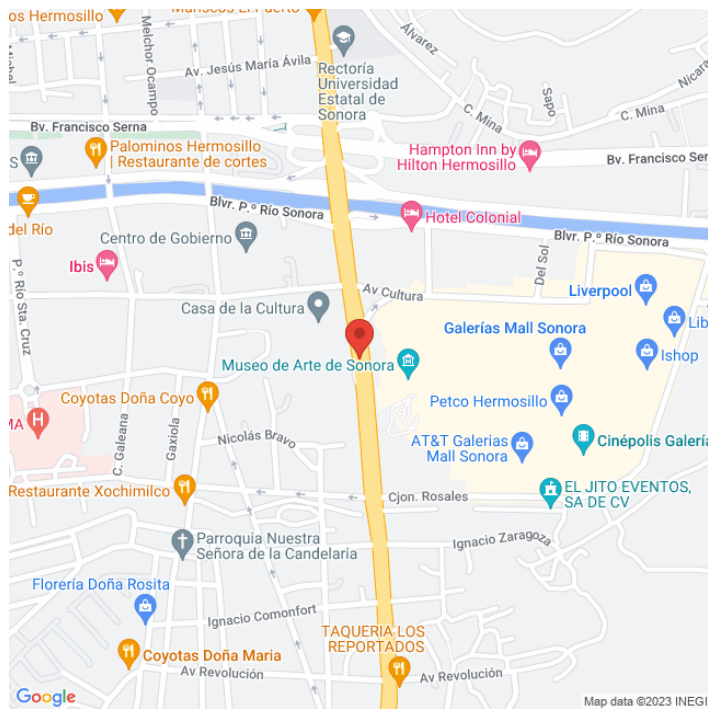 nos Hermosillo
Mariscos El Puerto
Michel
Melchor Ocampo
Av. Jesús María Ávila
Rectoría
Universidad
Estatal de
Sonora
Álvarez
C. Mina
Sapo
C. Mina
Nicara
Bv. Francisco Serna
Palominos Hermosillo
| Restaurante de cortes
S
Hampton Inn by
Hilton Hermosillo
Bv. Francisco Serna
del Río
Blvr. P.º Río Sonora
Hotel Colonial
Blvr. P.º Río Sonora
Centro de Gobierno
Ibis
P.º Río Sta. Cruz
Del Sol
Av Cultura
Liverpool
Casa de la Cultura
Galerías Mall Sonora
Lib
Ishop
Museo de Arte de Sonora
Coyotas Doña Coyo
Petco Hermosillo
MA
H
C. Galeana
Gaxiola
Nicolás Bravo
AT&T Galerias
Mall Sonora
Cinépolis Galería
Restaurante Xochimilco
Cjon. Rosales
EL JITO EVENTOS,
SA DE CV
Parroquia Nuestra
Señora de la Candelaria
Ignacio Zaragoza
Florería Doña Rosita
Ignacio Comonfort
TAQUERIA LOS
REPORTADOS
Coyotas Doña Maria
Av Revolución
Av Revolución
Google
Map data ©2023 INEGI